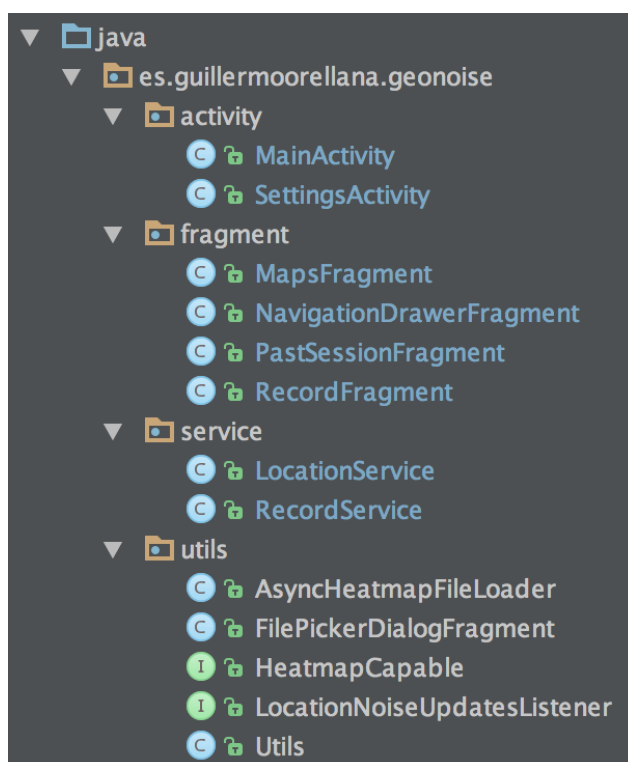 java
es.guillermoorellana.geonoise
activity
C MainActivity
C SettingsActivity
fragment
C MapsFragment
C NavigationDrawerFragment
C PastSessionFragment
C RecordFragment
service
C LocationService
C RecordService
utils
C AsyncHeatmapFileLoader
C FilePickerDialogFragment
I HeatmapCapable
I LocationNoiseUpdatesListener
C Utils